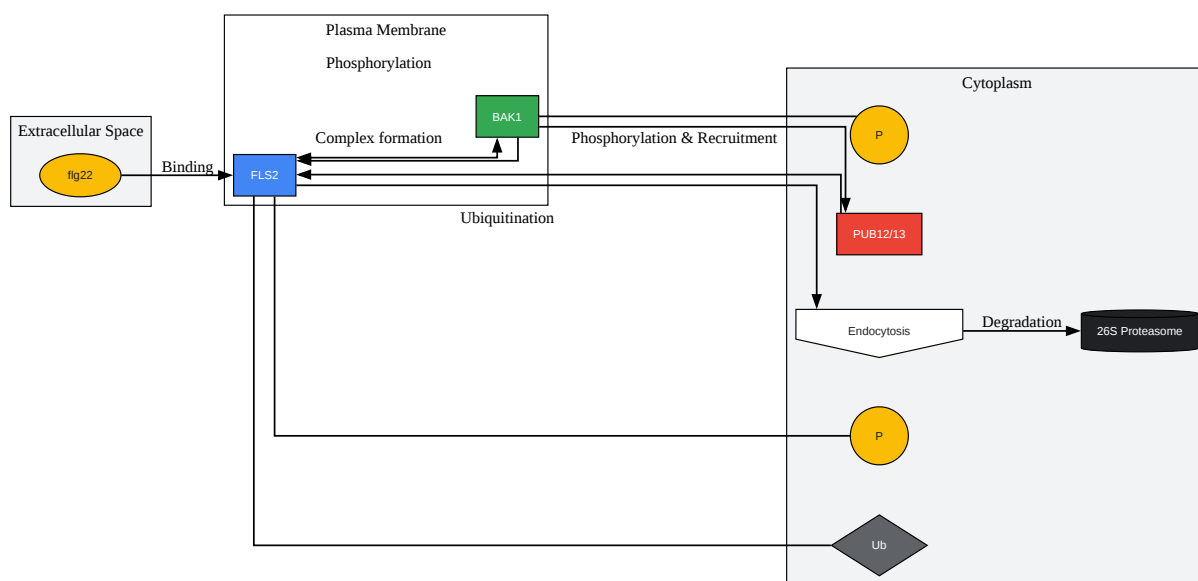 Plasma Membrane
Phosphorylation
Cytoplasm
BAK1
P
Extracellular Space
Complex formation
Phosphorylation & Recruitment
Binding
flg22
FLS2
Ubiquitination
PUB12/13
Endocytosis
Degradation
26S Proteasome
P
Ub